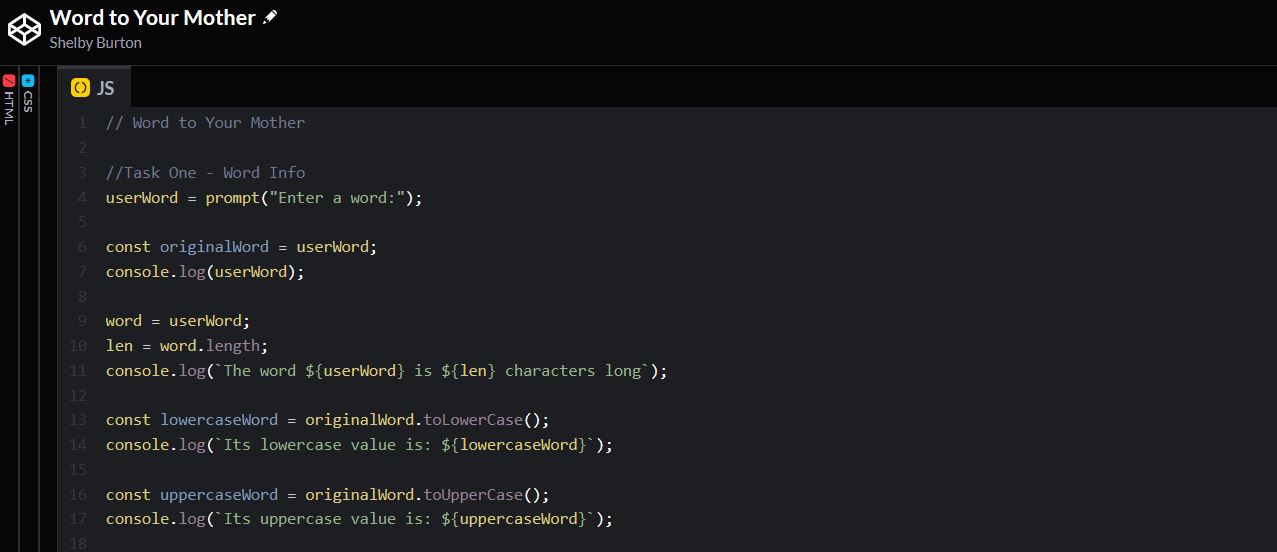 Word to Your Mother
Shelby Burton
HTML
CSS
JS
1 // Word to Your Mother
2
3 //Task One - Word Info
4 userWord = prompt("Enter a word:");
5
6 const originalWord = userWord;
7 console.log(userWord);
8
9 word = userWord;
10 len = word.length;
11 console.log(`The word ${userWord} is ${len} characters long`);
12
13 const lowercaseWord = originalWord.toLowerCase();
14 console.log(`Its lowercase value is: ${lowercaseWord}`);
15
16 const uppercaseWord = originalWord.toUpperCase();
17 console.log(`Its uppercase value is: ${uppercaseWord}`);
18